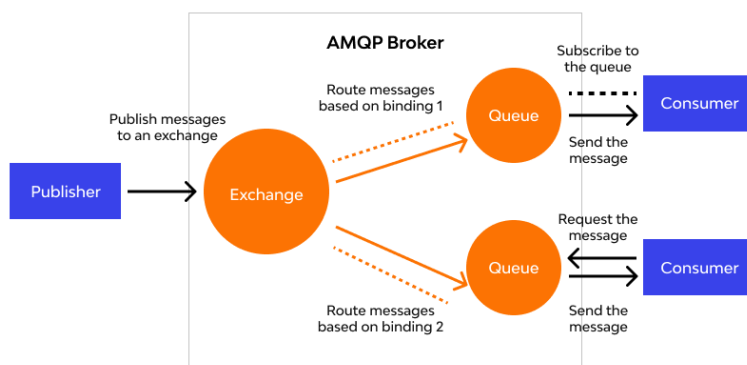 AMQP Broker
Subscribe to
the queue
Route messages
based on binding 1
Publish messages
to an exchange
Queue
Consumer
Send the
message
Publisher
Exchange
Request the
message
Queue
Consumer
Route messages
based on binding 2
Send the
message